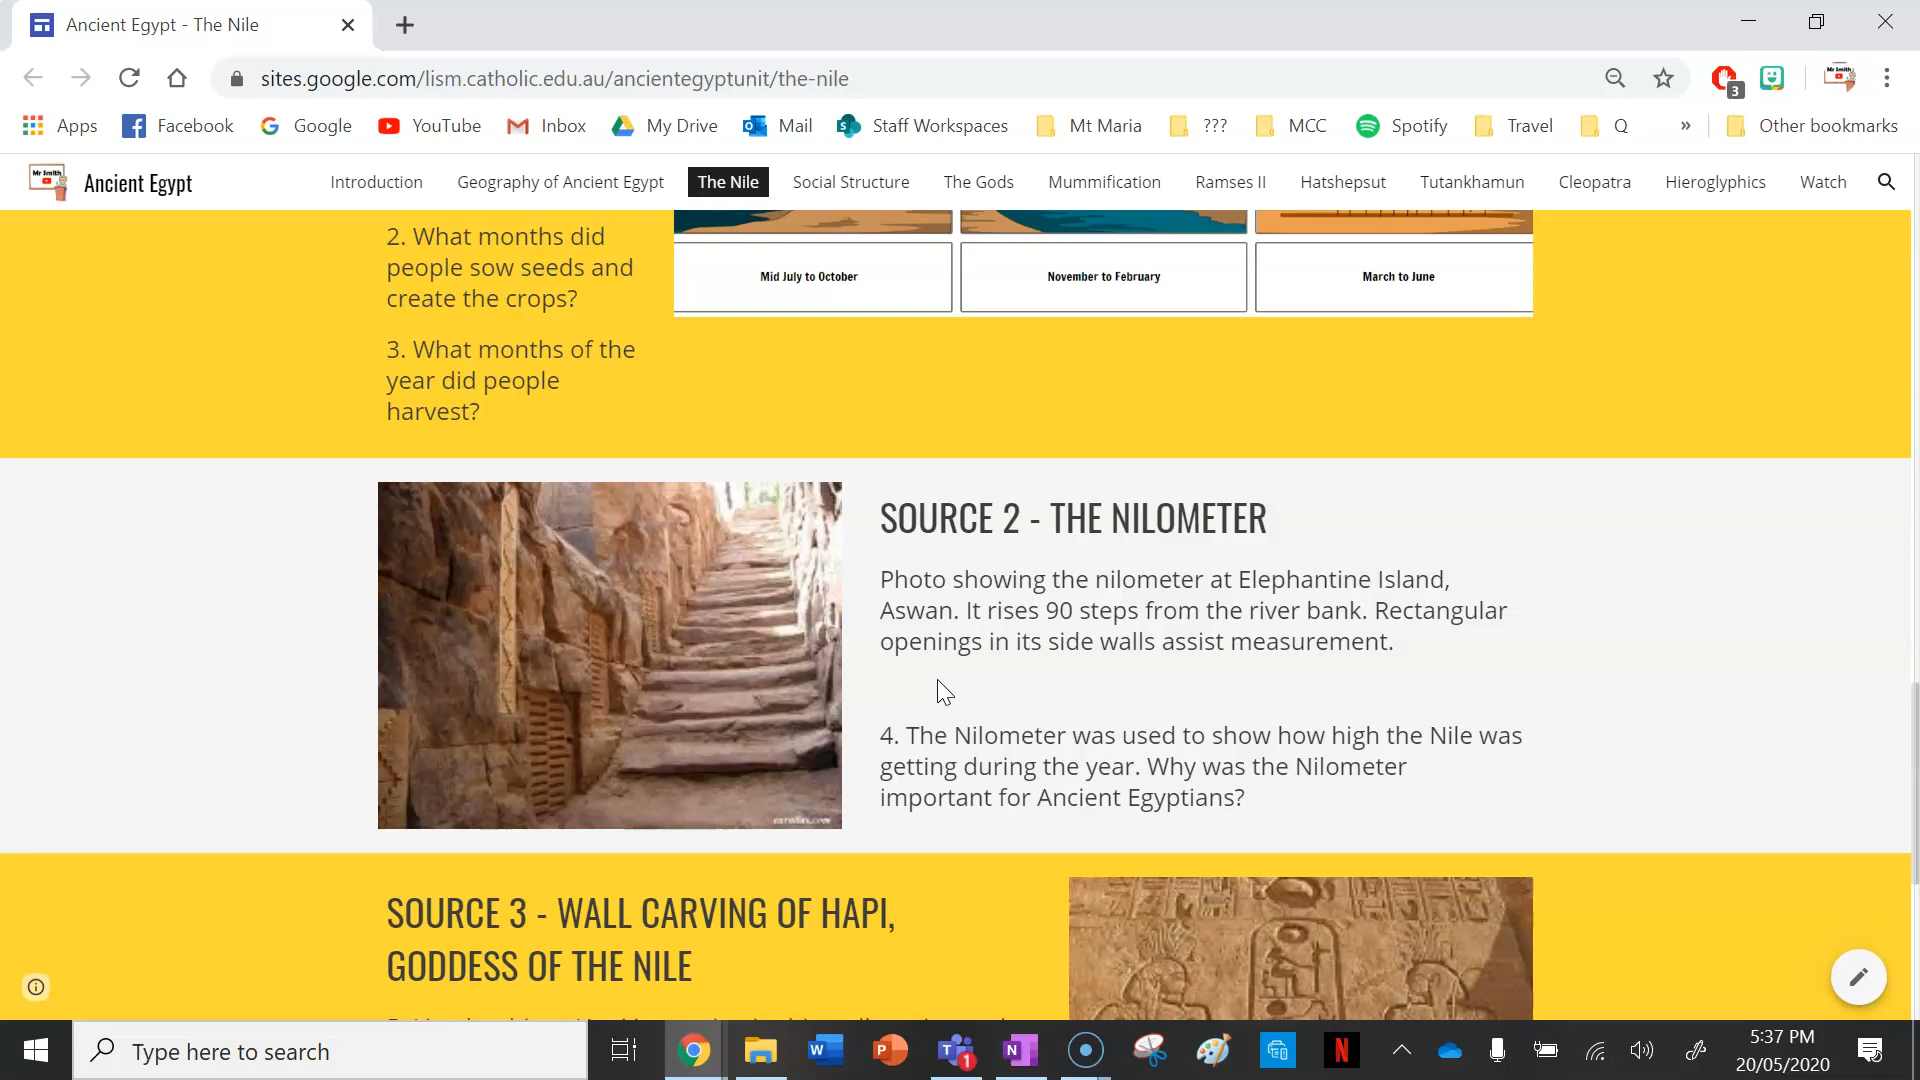 Ancient Egypt - The Nile
sites.google.com/lism.catholic.edu.au/ancientegyptunit/the-nile
3
Apps Facebook Google YouTube Inbox My Drive Mail Staff Workspaces Mt Maria ??? MCC Spotify Travel Q » Other bookmarks
Mr Smith
Ancient Egypt Introduction Geography of Ancient Egypt The Nile Social Structure The Gods Mummification Ramses II Hatshepsut Tutankhamun Cleopatra Hieroglyphics Watch
2. What months did
people sow seeds and
create the crops?
Mid July to October November to February March to June
3. What months of the
year did people
harvest?
SOURCE 2 - THE NILOMETER
Photo showing the nilometer at Elephantine Island,
Aswan. It rises 90 steps from the river bank. Rectangular
openings in its side walls assist measurement.
4. The Nilometer was used to show how high the Nile was
getting during the year. Why was the Nilometer
important for Ancient Egyptians?
SOURCE 3 - WALL CARVING OF HAPI,
GODDESS OF THE NILE
Type here to search
1
5:37 PM
20/05/2020